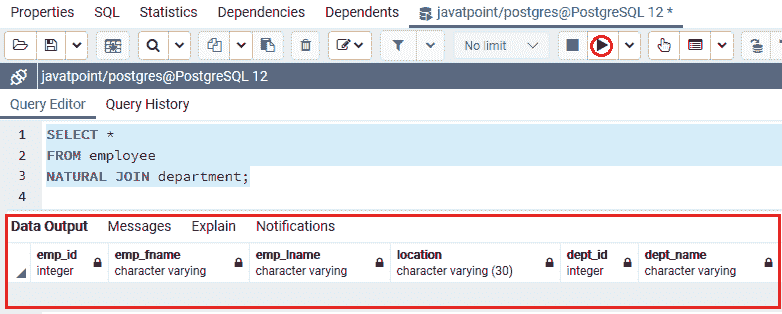 Properties SQL Statistics Dependencies Dependents javatpoint/postgres@PostgreSQL 12 *
No limit
javatpoint/postgres@PostgreSQL 12
Query Editor Query History
1 SELECT *
2 FROM employee
3 NATURAL JOIN department;
4
Data Output Messages Explain Notifications
emp_id emp_fname emp_lname location dept_id dept_name
integer character varying character varying character varying (30) integer character varying